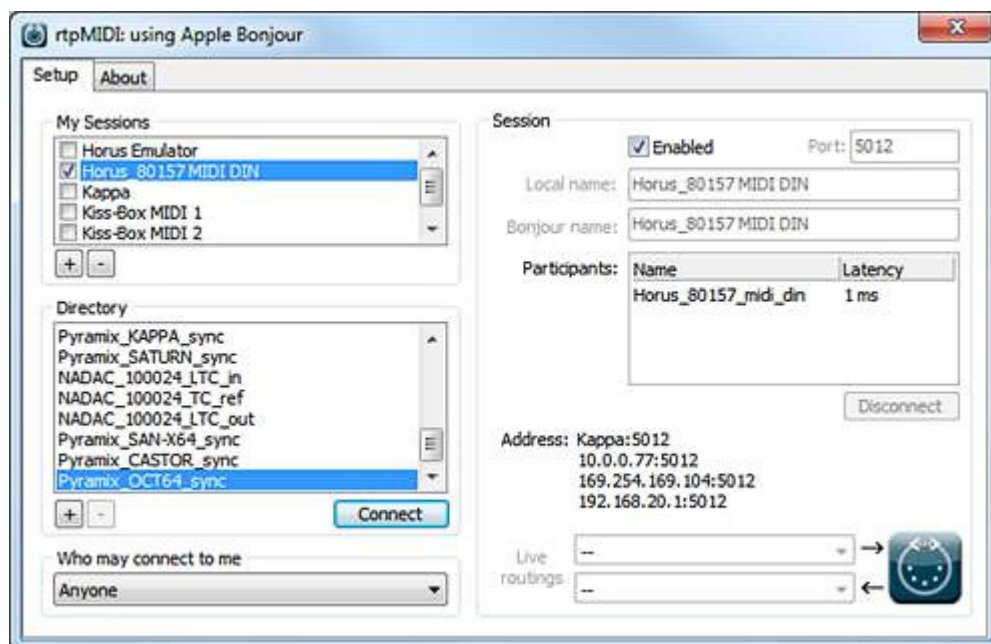 rtpMIDI: using Apple Bonjour
Setup About
My Sessions
Horus Emulator
Horus_80157 MIDI DIN
Kappa
Kiss-Box MIDI 1
Kiss-Box MIDI 2
+ -
Directory
Pyramix_KAPPA_sync
Pyramix_SATURN_sync
NADAC_100024_LTC_in
NADAC_100024_TC_ref
NADAC_100024_LTC_out
Pyramix_SAN-X64_sync
Pyramix_CASTOR_sync
Pyramix_OCT64_sync
+ - Connect
Who may connect to me
Anyone
Session
Enabled Port: 5012
Local name: Horus_80157 MIDI DIN
Bonjour name: Horus_80157 MIDI DIN
Participants: Name Latency
Horus_80157_midi_din 1 ms
Disconnect
Address: Kappa:5012
10.0.0.77:5012
169.254.169.104:5012
192.168.20.1:5012
Live routings
--
--